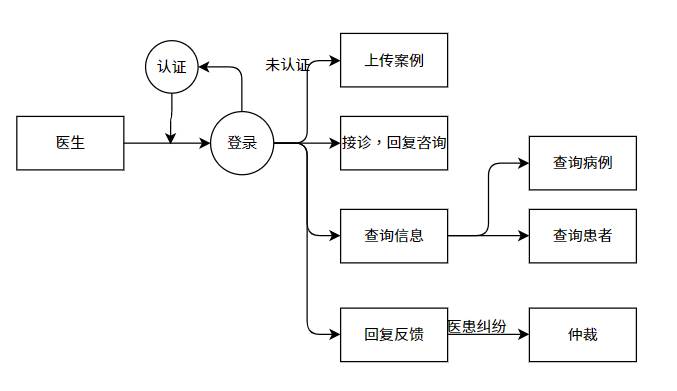 认证
未认证
上传案例
医生
登录
接诊，回复咨询
查询病例
查询信息
查询患者
回复反馈
医患纠纷
仲裁